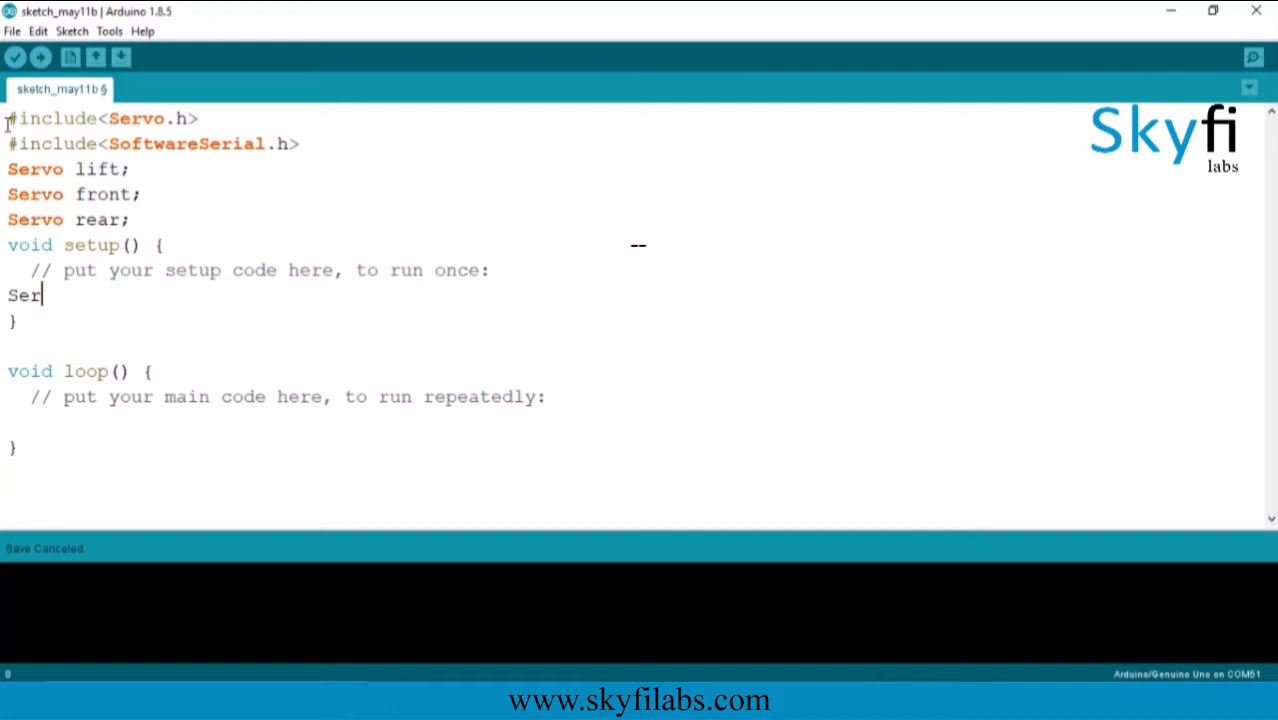 sketch_may11b | Arduino 1.8.5
File Edit Sketch Tools Help
sketch_may11b §
#include<Servo.h>
#include<SoftwareSerial.h>
Servo lift;
Servo front;
Servo rear;
void setup() {
// put your setup code here, to run once:
Ser
}
void loop() {
// put your main code here, to run repeatedly:
}
Skyfi
labs
--
Save Canceled.
0
Arduino/Genuino Uno on COM51
www.skyfilabs.com